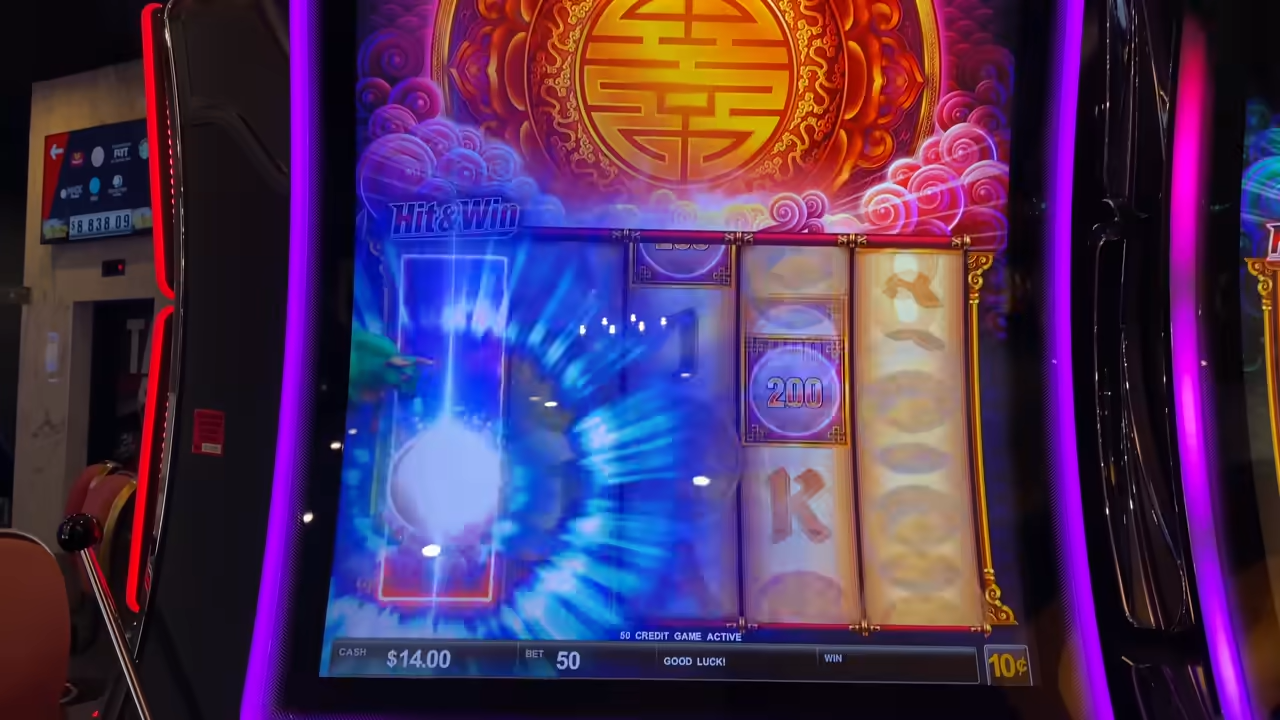 $8 838.09
Hit&Win
200
K
50 CREDIT GAME ACTIVE
CASH $14.00 BET 50 GOOD LUCK! WIN 10¢